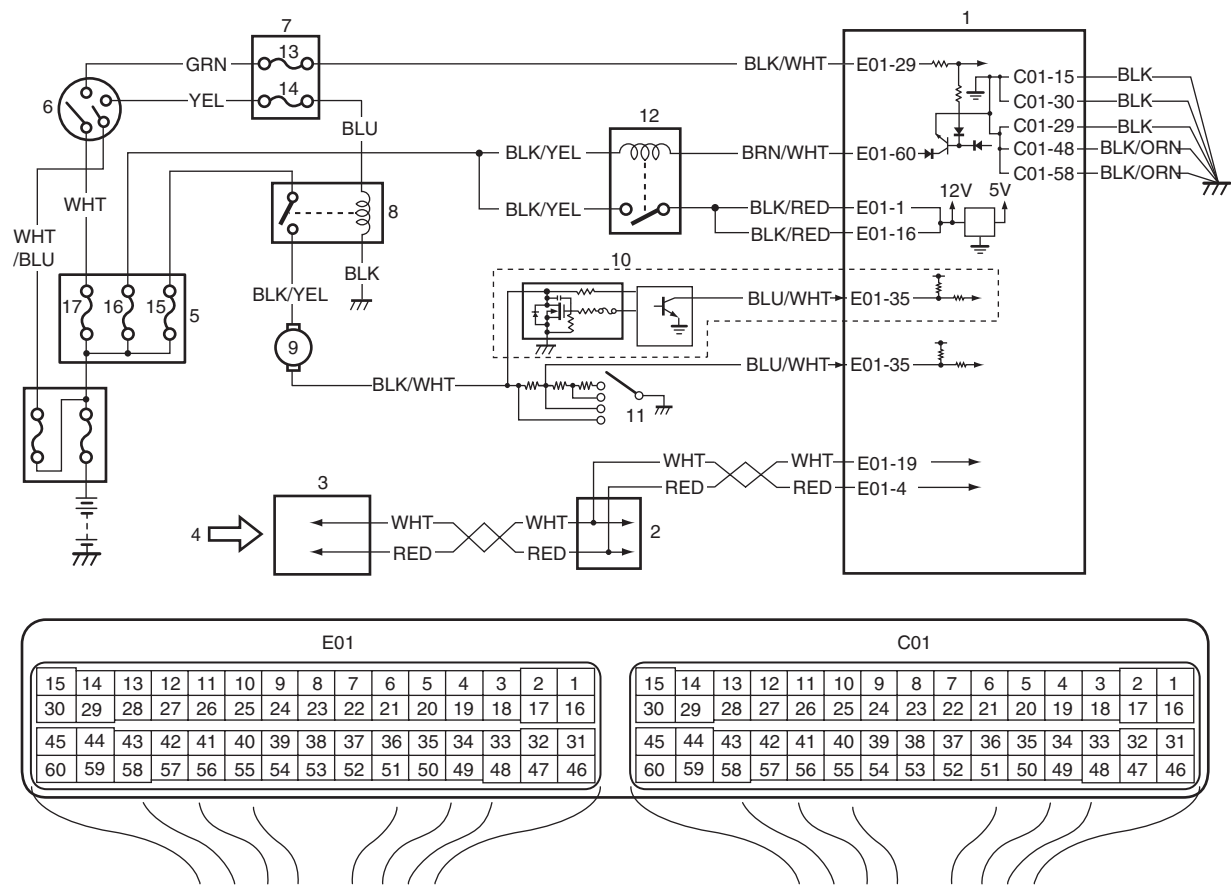 1
7
13
GRN
BLK/WHT
E01-29
C01-15
BLK
14
YEL
C01-30
BLK
6
12
BLU
C01-29
BLK
BLK/YEL
BRN/WHT
E01-60
C01-48
BLK/ORN
C01-58
BLK/ORN
WHT
8
BLK/YEL
BLK/RED
E01-1
12V
5V
WHT
/BLU
BLK/RED
E01-16
BLK
10
BLK/YEL
17
16
15
5
BLU/WHT
E01-35
9
BLU/WHT
E01-35
BLK/WHT
11
WHT
WHT
E01-19
RED
RED
E01-4
3
4
WHT
WHT
2
RED
RED
E01
C01
15 14 13 12 11 10 9 8 7 6 5 4 3 2 1
15 14 13 12 11 10 9 8 7 6 5 4 3 2 1
30 29 28 27 26 25 24 23 22 21 20 19 18 17 16
30 29 28 27 26 25 24 23 22 21 20 19 18 17 16
45 44 43 42 41 40 39 38 37 36 35 34 33 32 31
45 44 43 42 41 40 39 38 37 36 35 34 33 32 31
60 59 58 57 56 55 54 53 52 51 50 49 48 47 46
60 59 58 57 56 55 54 53 52 51 50 49 48 47 46